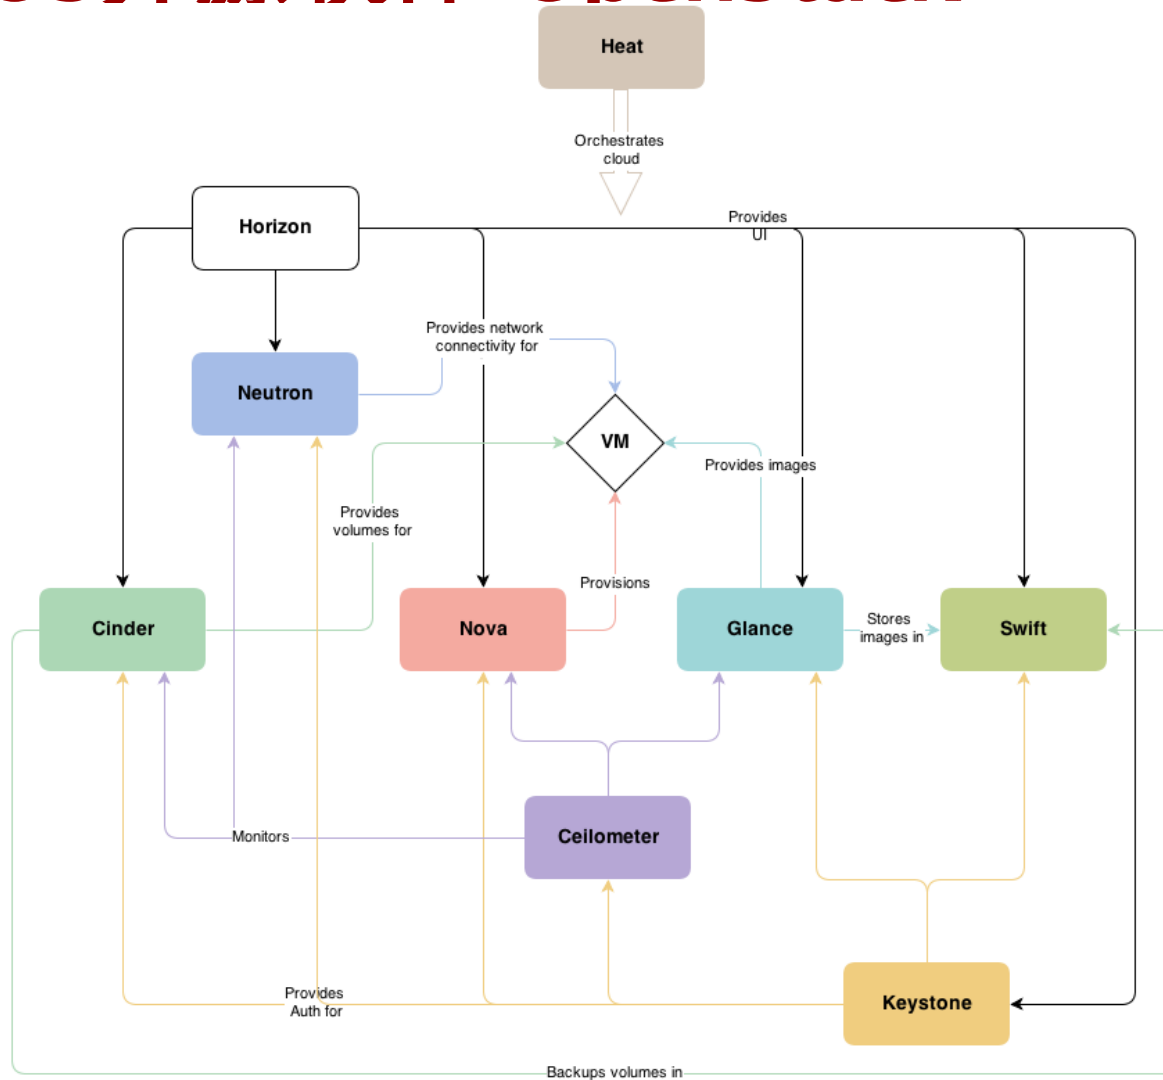 Heat
Orchestrates
cloud
Horizon
Provides
UI
Provides network
connectivity for
Neutron
VM
Provides images
Provides
volumes for
Provisions
Cinder
Nova
Glance
Stores
images in
Swift
Monitors
Ceilometer
Provides
Auth for
Keystone
Backups volumes in